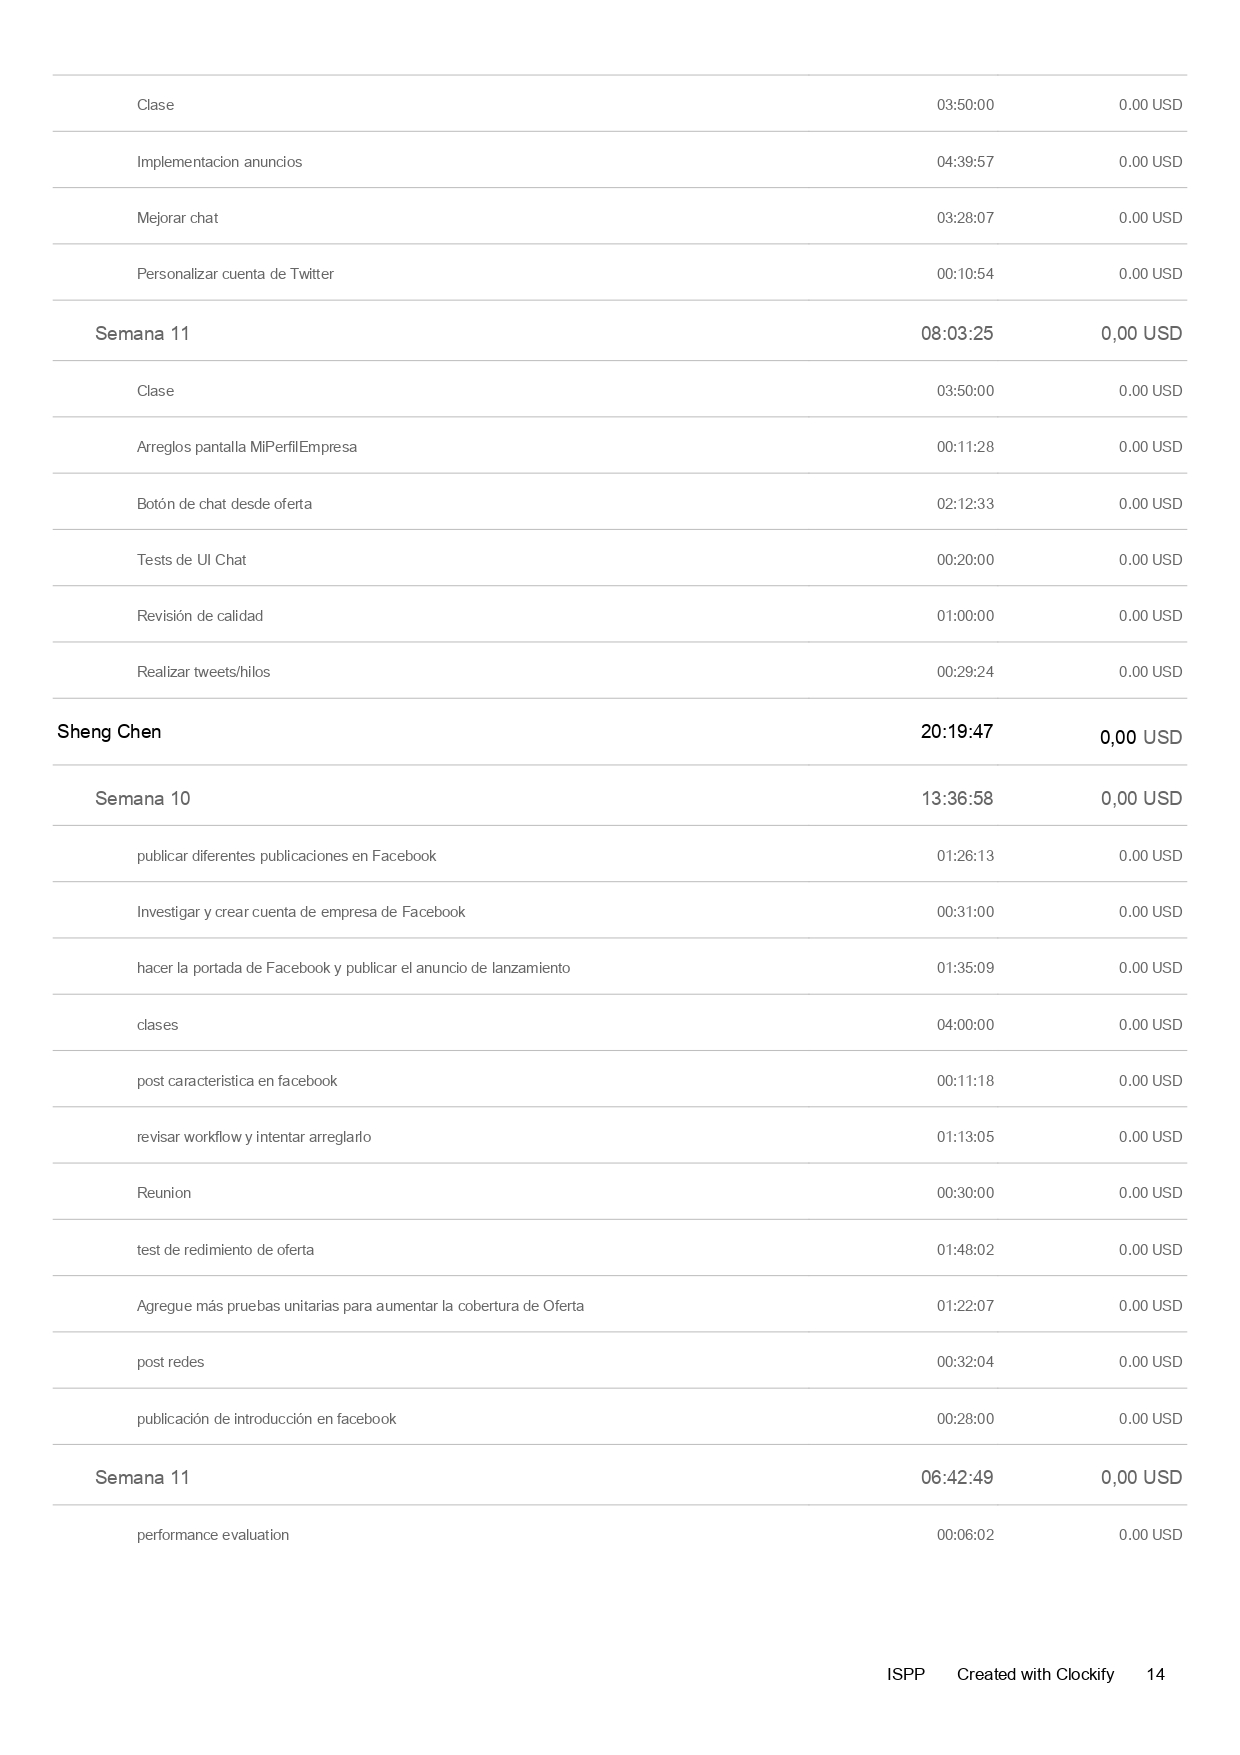 Clase 03:50:00 0.00 USD
Implementacion anuncios 04:39:57 0.00 USD
Mejorar chat 03:28:07 0.00 USD
Personalizar cuenta de Twitter 00:10:54 0.00 USD
Semana 11 08:03:25 0,00 USD
Clase 03:50:00 0.00 USD
Arreglos pantalla MiPerfilEmpresa 00:11:28 0.00 USD
Botón de chat desde oferta 02:12:33 0.00 USD
Tests de UI Chat 00:20:00 0.00 USD
Revisión de calidad 01:00:00 0.00 USD
Realizar tweets/hilos 00:29:24 0.00 USD
Sheng Chen 20:19:47 0,00 USD
Semana 10 13:36:58 0,00 USD
publicar diferentes publicaciones en Facebook 01:26:13 0.00 USD
Investigar y crear cuenta de empresa de Facebook 00:31:00 0.00 USD
hacer la portada de Facebook y publicar el anuncio de lanzamiento 01:35:09 0.00 USD
clases 04:00:00 0.00 USD
post caracteristica en facebook 00:11:18 0.00 USD
revisar workflow y intentar arreglarlo 01:13:05 0.00 USD
Reunion 00:30:00 0.00 USD
test de redimiento de oferta 01:48:02 0.00 USD
Agregue más pruebas unitarias para aumentar la cobertura de Oferta 01:22:07 0.00 USD
post redes 00:32:04 0.00 USD
publicación de introducción en facebook 00:28:00 0.00 USD
Semana 11 06:42:49 0,00 USD
performance evaluation 00:06:02 0.00 USD
ISPP Created with Clockify 14